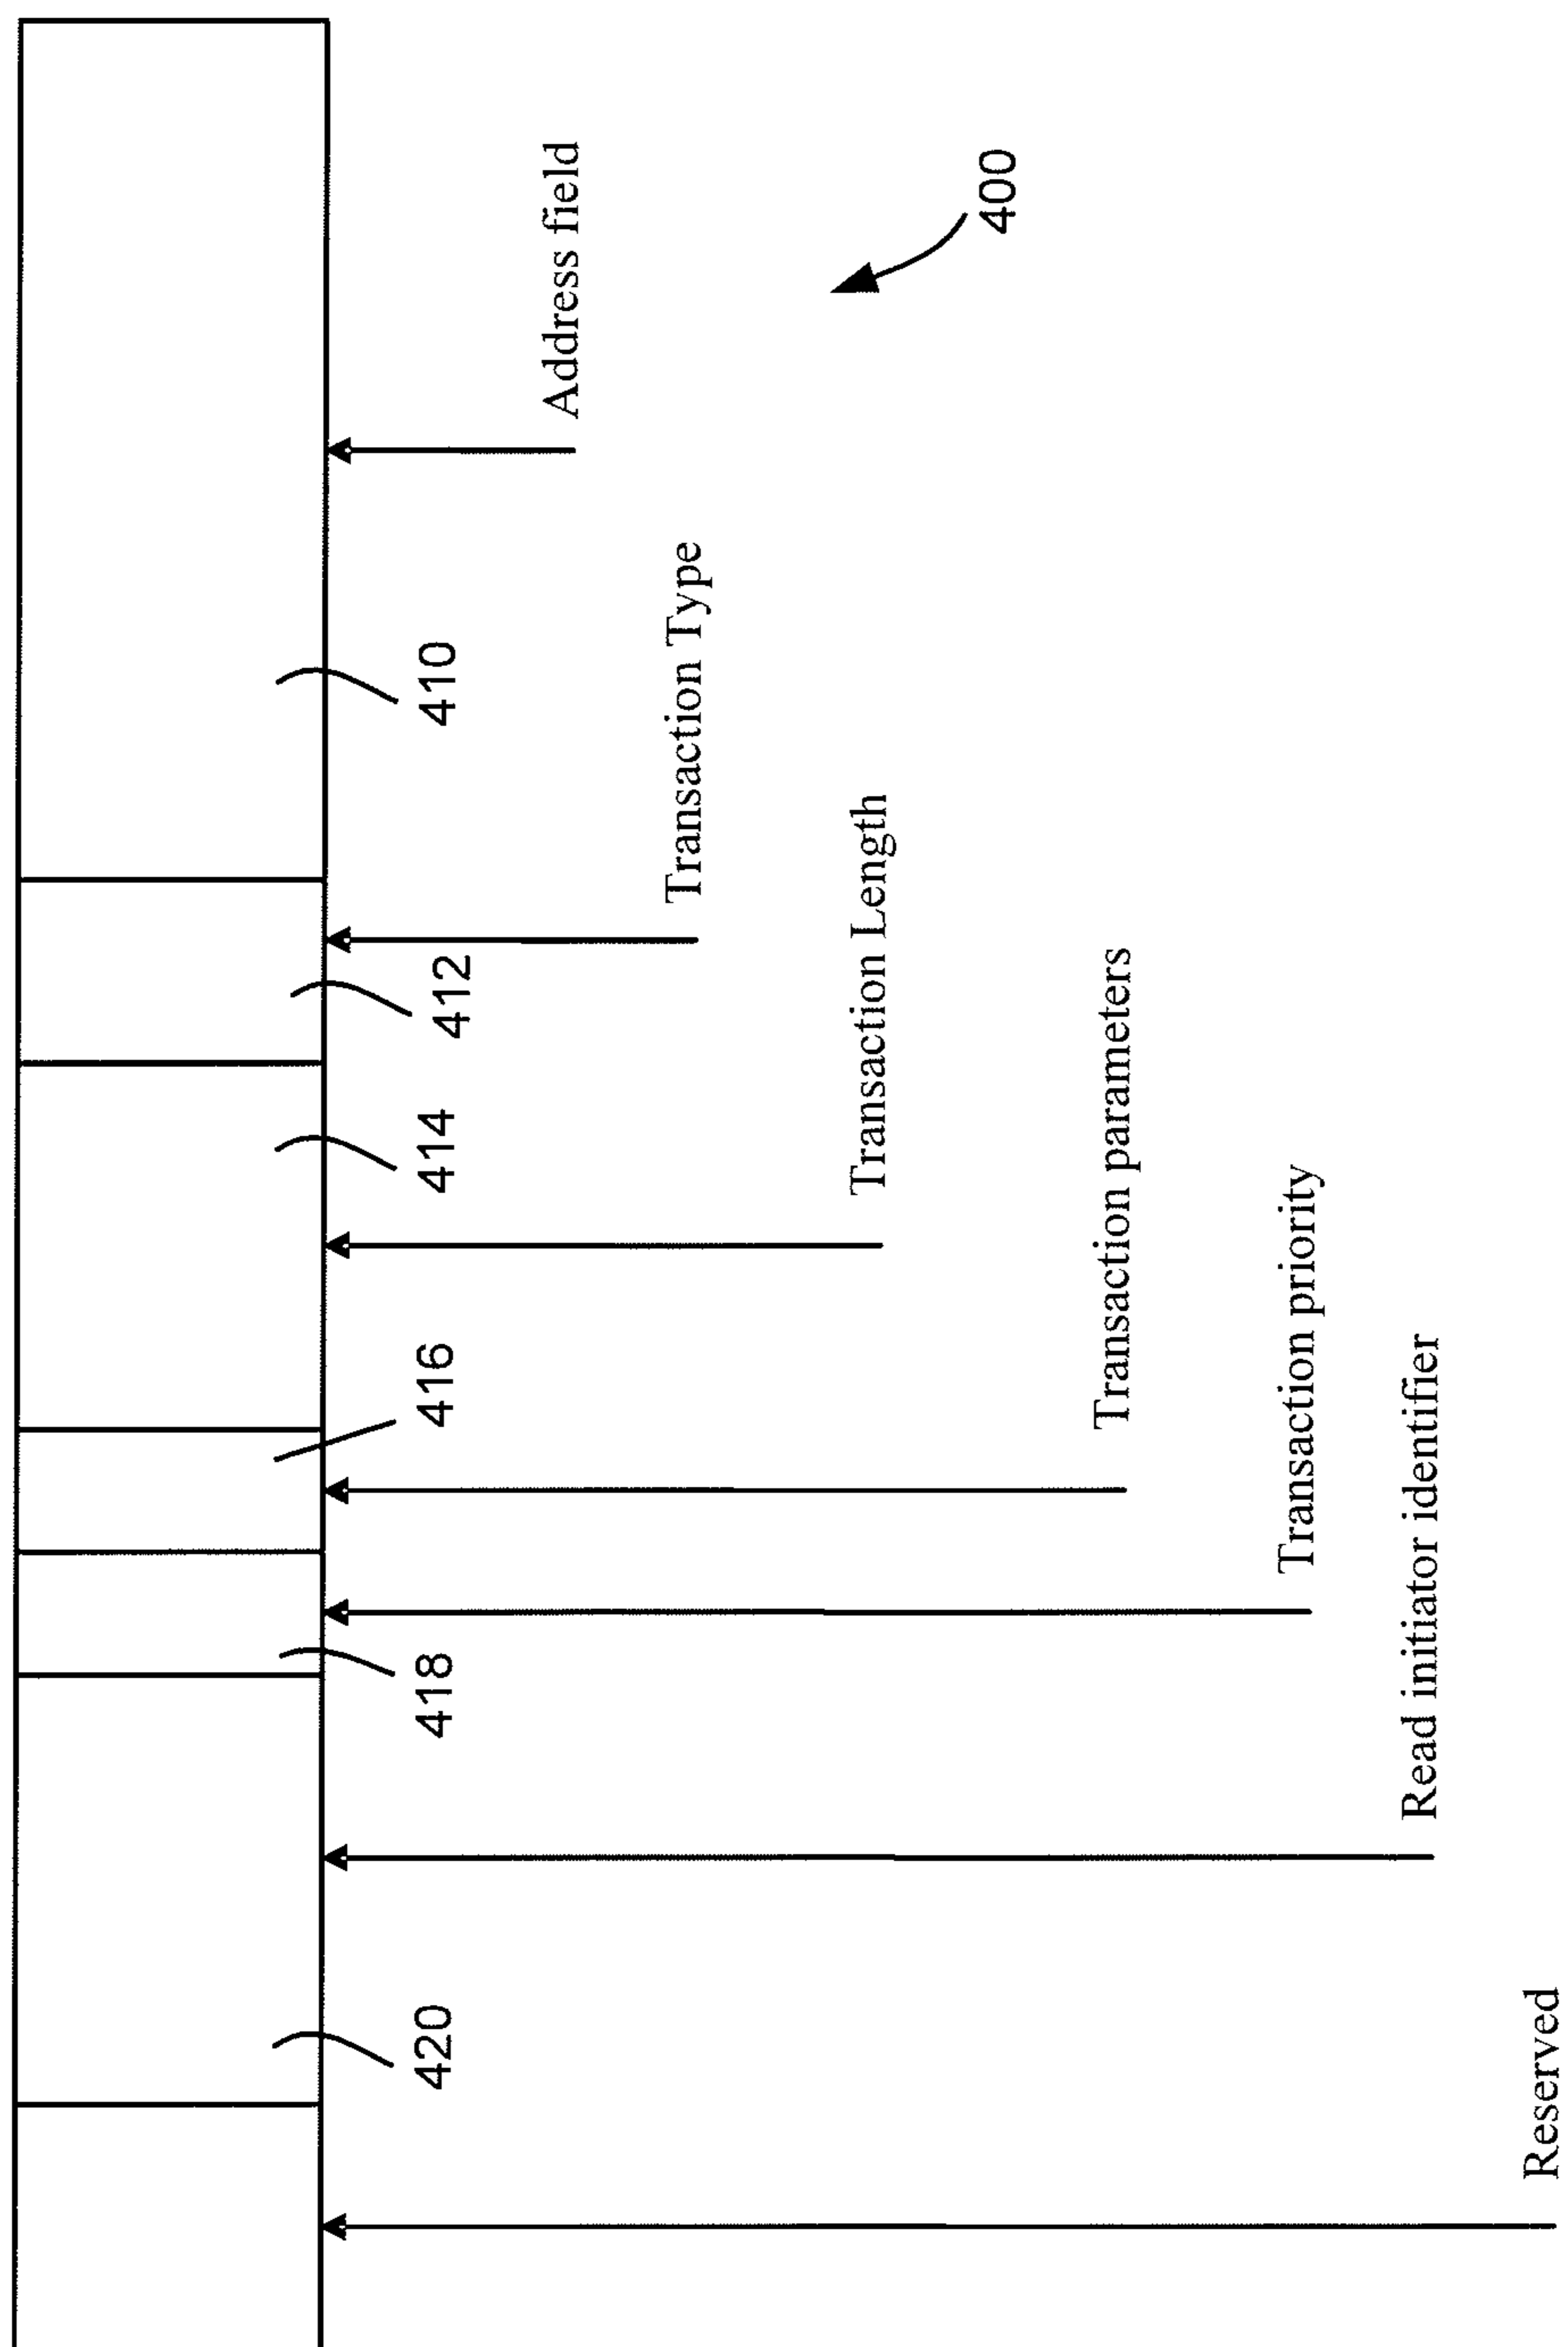 Address field
400
410
Transaction Type
412
Transaction Length
414
Transaction parameters
416
Transaction priority
418
Read initiator identifier
420
Reserved